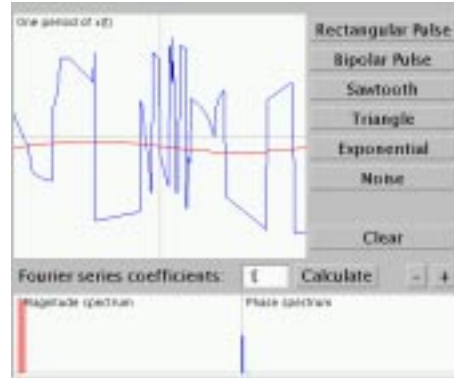 One period of x(t)
Rectangular Pulse
Bipolar Pulse
Sawtooth
Triangle
Exponential
Noise
Clear
Fourier series coefficients: Calculate - +
Magnitude spectrum Phase spectrum